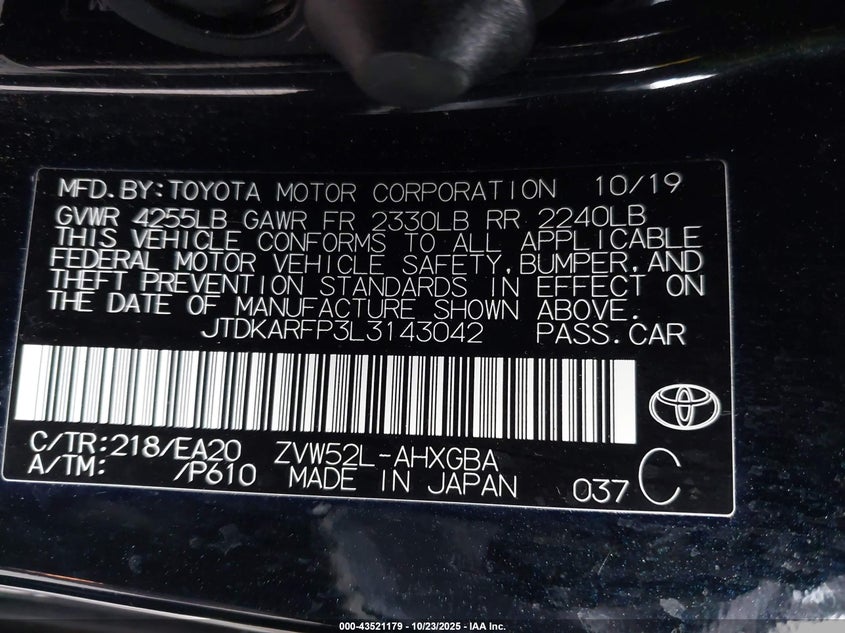 MFD.BY:TOYOTA MOTOR CORPORATION 10/19
GVWR 4255LB GAWR FR 2330LB RR 2240LB
THIS VEHICLE CONFORMS TO ALL APPLICABLE
FEDERAL MOTOR VEHICLE SAFETY,BUMPER,AND
THEFT PREVENTION STANDARDS IN EFFECT ON
THE DATE OF MANUFACTURE SHOWN ABOVE.
JTDKARFP3L3143042 PASS.CAR
C/TR:218/EA20 ZVW52L-AHXGBA
A/TM: /P610 MADE IN JAPAN 037 C
000-43521179 - 10/23/2025 - IAA Inc.